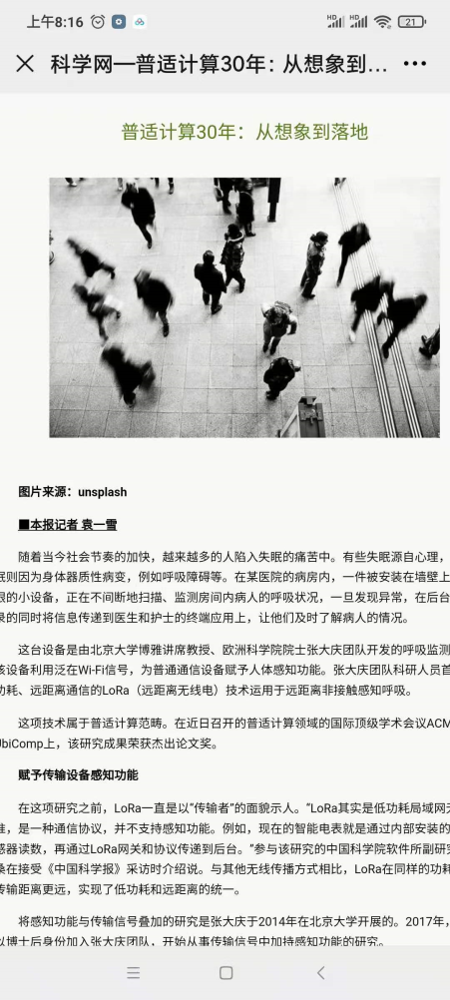 上午8:16
HD HD 21
科学网—普适计算30年：从想象到...
普适计算30年：从想象到落地
图片来源：unsplash
■本报记者 袁一雪
随着当今社会节奏的加快，越来越多的人陷入失眠的痛苦中。有些失眠源自心理，
眠则因为身体器质性病变，例如呼吸障碍等。在某医院的病房内，一件被安装在墙壁上
眼的小设备，正在不间断地扫描、监测房间内病人的呼吸状况，一旦发现异常，在后台
录的同时将信息传递到医生和护士的终端应用上，让他们及时了解病人的情况。
这台设备是由北京大学博雅讲席教授、欧洲科学院院士张大庆团队开发的呼吸监测
该设备利用泛在Wi-Fi信号，为普通通信设备赋予人体感知功能。张大庆团队科研人员首
功耗、远距离通信的LoRa（远距离无线电）技术运用于远距离非接触感知呼吸。
这项技术属于普适计算范畴。在近日召开的普适计算领域的国际顶级学术会议ACM
UbiComp上，该研究成果荣获杰出论文奖。
赋予传输设备感知功能
在这项研究之前，LoRa一直是以“传输者”的面貌示人。“LoRa其实是低功耗局域网无
准，是一种通信协议，并不支持感知功能。例如，现在的智能电表就是通过内部安装的
感器读数，再通过LoRa网关和协议传递到后台。”参与该研究的中国科学院软件所副研究
桑在接受《中国科学报》采访时介绍说。与其他无线传播方式相比，LoRa在同样的功耗
传输距离更远，实现了低功耗和远距离的统一。
将感知功能与传输信号叠加的研究是张大庆于2014年在北京大学开展的。2017年，
以博士后身份加入张大庆团队，开始从事传输信号中加持感知功能的研究。